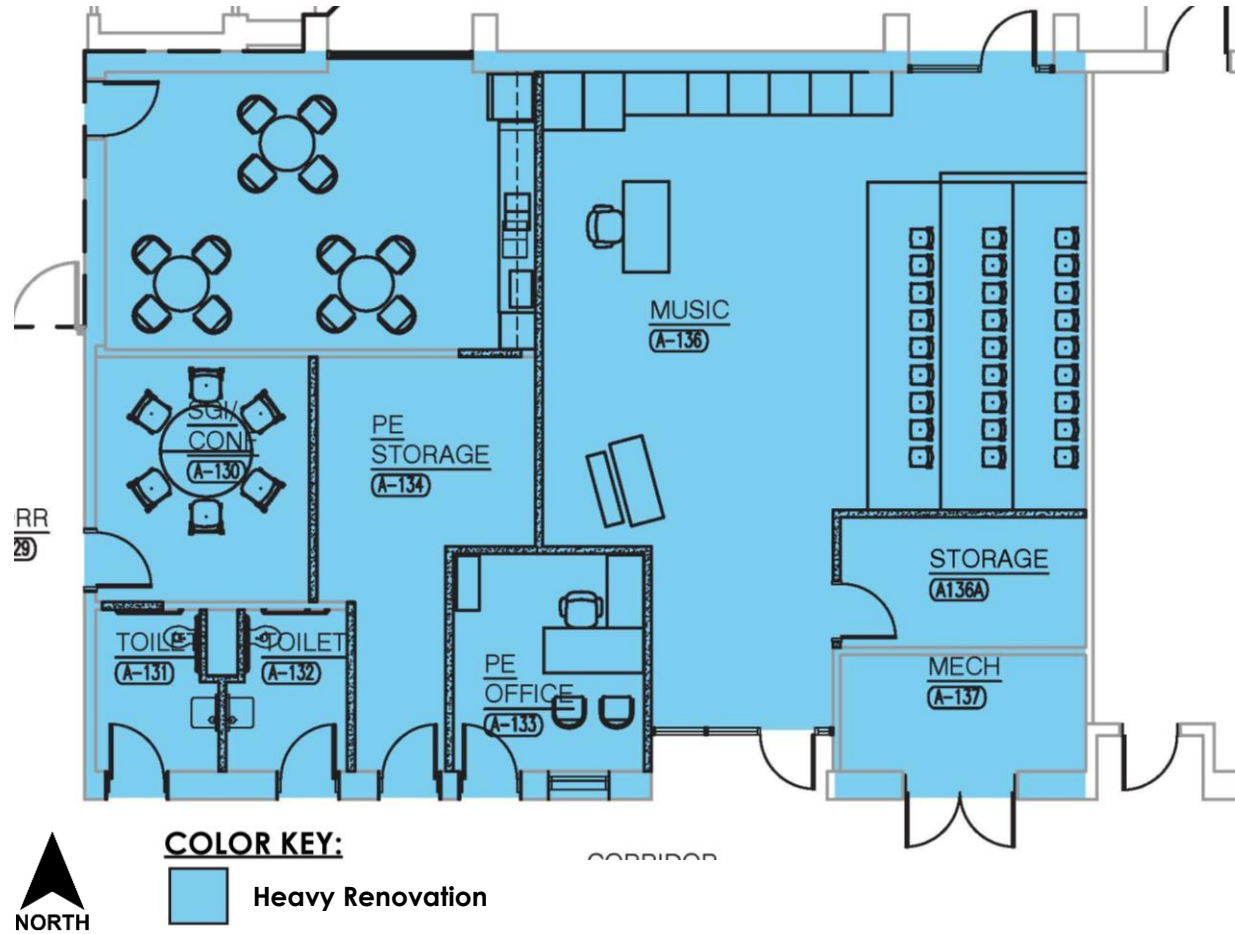 MUSIC
(A-136)
SGI/
CONF
(A-130)
PE
STORAGE
(A-134)
RR
29)
STORAGE
(A136A)
TOILET
(A-131)
TOILET
(A-132)
PE
OFFICE
(A-133)
MECH
(A-137)
CORRIDOR
COLOR KEY:
Heavy Renovation
NORTH